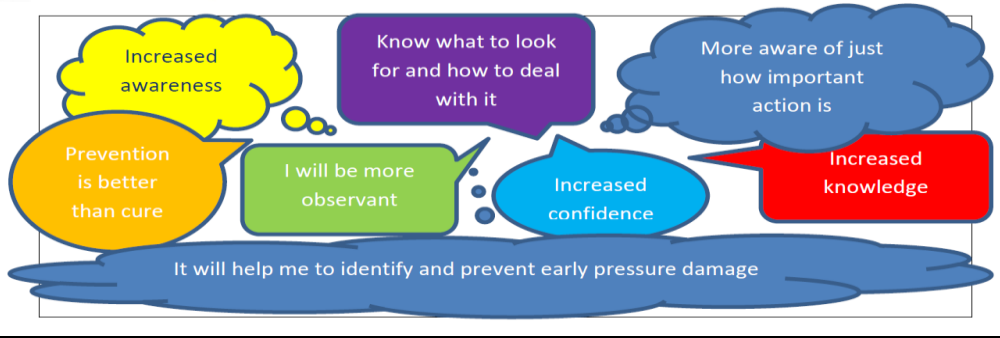 Increased
awareness
Know what to look
for and how to deal
with it
More aware of just
how important
action is
Prevention
is better
than cure
I will be more
observant
Increased
confidence
Increased
knowledge
It will help me to identify and prevent early pressure damage